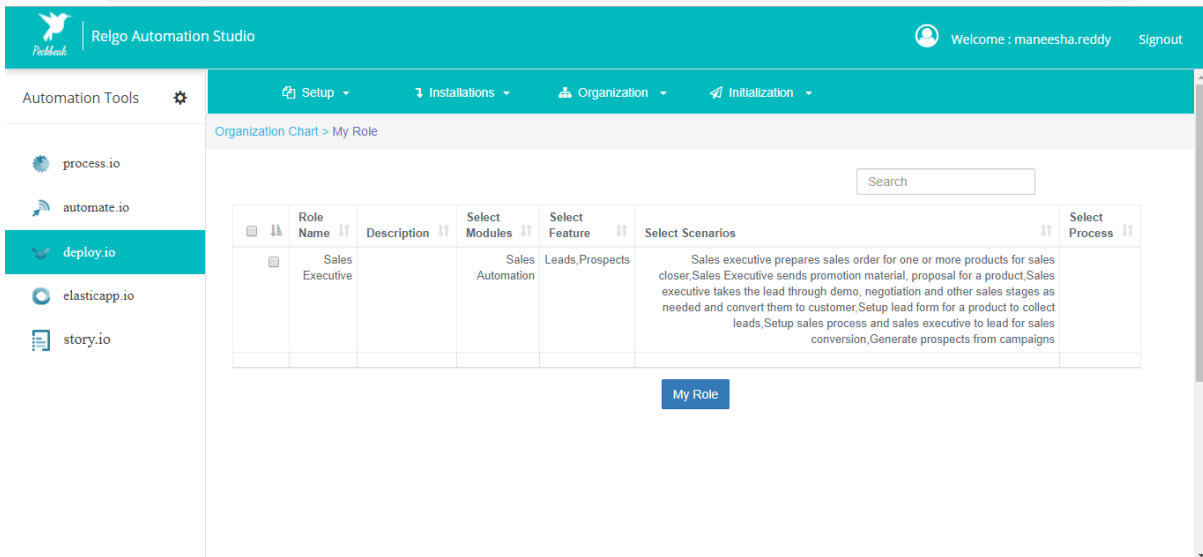 Peckbeak
Relgo Automation Studio
Welcome : maneesha.reddy
Signout
Automation Tools
Setup
Installations
Organization
Initialization
Organization Chart > My Role
process.io
automate.io
deploy.io
elasticapp.io
story.io
Search
Role
Name
Description
Select
Modules
Select
Feature
Select Scenarios
Select
Process
Sales
Executive
Sales
Automation
Leads,Prospects
Sales executive prepares sales order for one or more products for sales
closer,Sales Executive sends promotion material, proposal for a product,Sales
executive takes the lead through demo, negotiation and other sales stages as
needed and convert them to customer,Setup lead form for a product to collect
leads,Setup sales process and sales executive to lead for sales
conversion,Generate prospects from campaigns
My Role